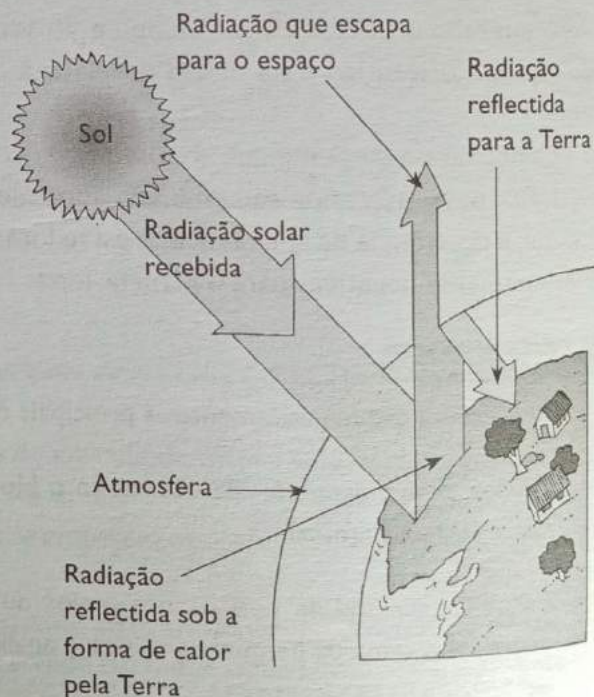 Radiação que escapa
para o espaço
Radiação
reflectida
para a Terra
Sol
Radiação solar
recebida
Atmosfera
Radiação
reflectida sob a
forma de calor
pela Terra